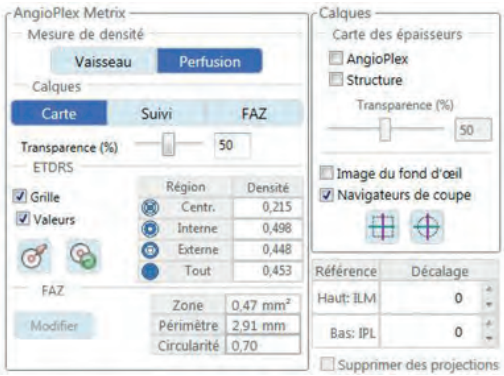 AngioPlex Metrix
Mesure de densité
Vaisseau Perfusion
Calques
Carte Suivi FAZ
Transparence (%) 50
ETDRS
Grille
Valeurs
Région Densité
Centr. 0,215
Interne 0,498
Externe 0,448
Tout 0,453
FAZ
Modifier
Zone 0,47 mm²
Périmètre 2,91 mm
Circularité 0,70
Calques
Carte des épaisseurs
AngioPlex
Structure
Transparence (%)
50
Image du fond d'œil
Navigateurs de coupe
Référence Décalage
Haut: ILM 0
Bas: IPL 0
Supprimer des projections